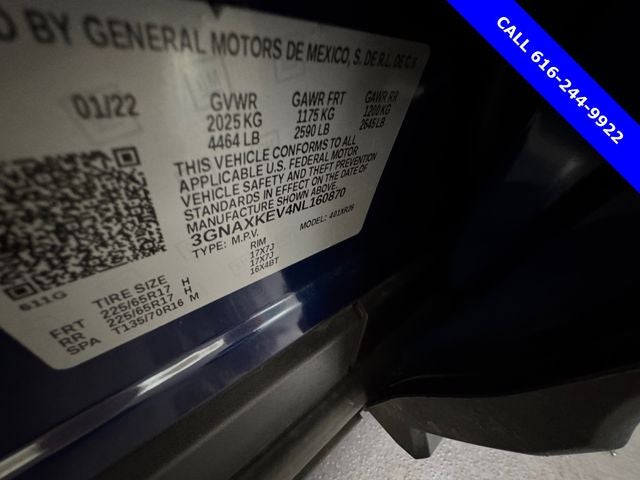 D BY GENERAL MOTORS DE MEXICO, S. DE R.L. DE C.V.
01/22 GVWR GAWR FRT GAWR RR
2025 KG 1175 KG 1200 KG
4464 LB 2590 LB 2645 LB
THIS VEHICLE CONFORMS TO ALL
APPLICABLE U.S. FEDERAL MOTOR
VEHICLE SAFETY AND THEFT PREVENTION
STANDARDS IN EFFECT ON THE DATE OF
MANUFACTURE SHOWN ABOVE.
3GNAXKEV4NL160870
TYPE: M.P.V. MODEL: 401XR26
611G
TIRE SIZE RIM
FRT 225/65R17 H 17X7J
RR 225/65R17 H 17X7J
SPA T135/70R16 M 16X4BT
CALL 616-244-9922